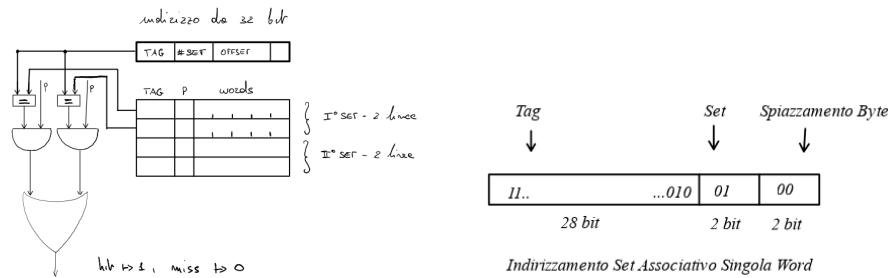 indirizzo da 32 bit
TAG #SET OFFSET
TAG P words
P P
= =
I° SET - 2 linee
II° SET - 2 linee
hit ↦ 1, miss ↦ 0
Tag Set Spiazzamento Byte
11.. ...010 01 00
28 bit 2 bit 2 bit
Indirizzamento Set Associativo Singola Word